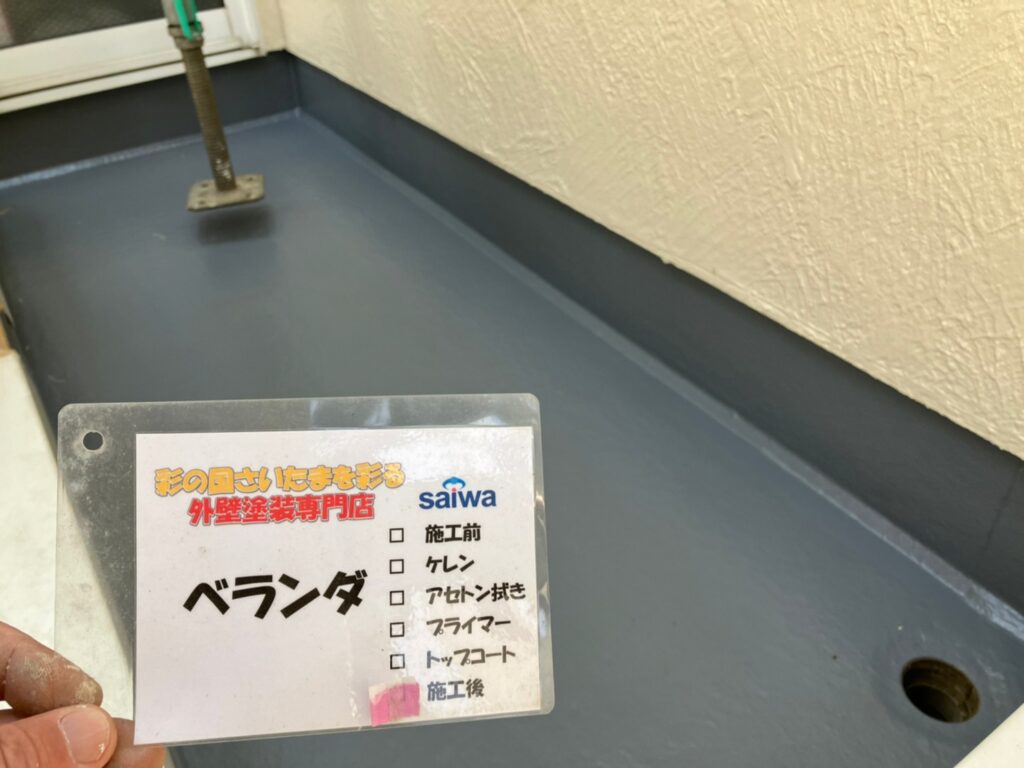 彩の国さいたまを彩る
外壁塗装専門店
saiwa
ベランダ
□ 施工前
□ ケレン
□ アセトン拭き
□ プライマー
□ トップコート
施工後